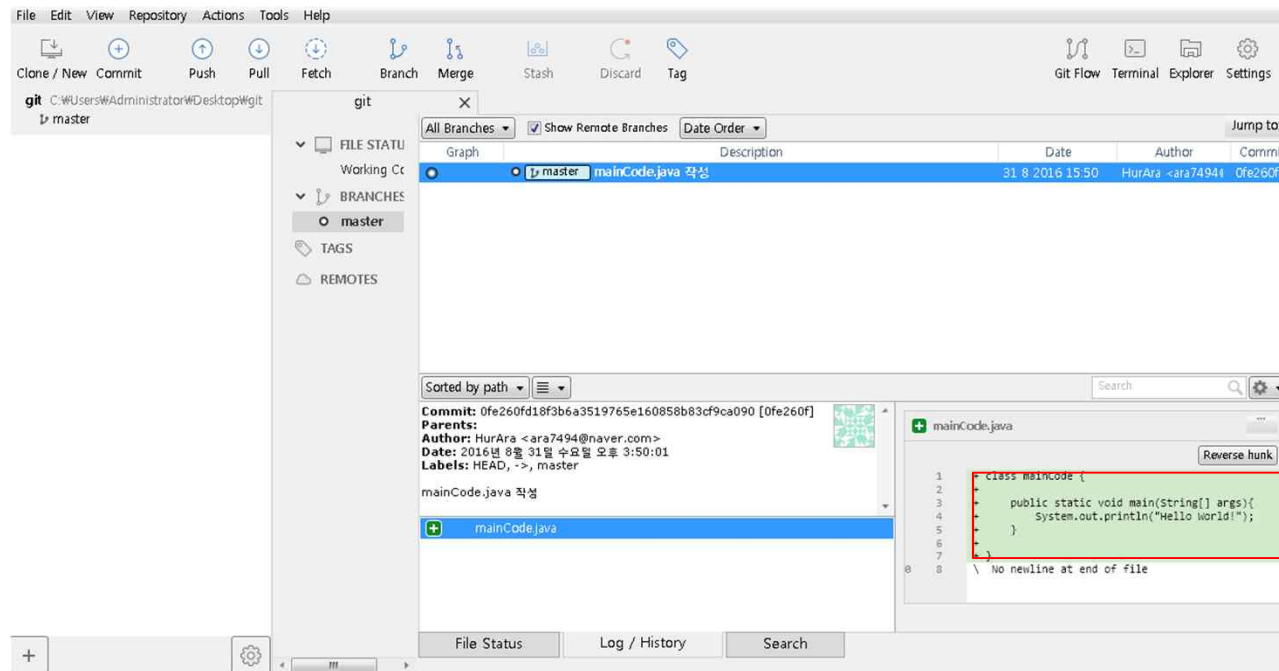 File Edit View Repository Actions Tools Help
Clone / New Commit Push Pull Fetch Branch Merge Stash Discard Tag Git Flow Terminal Explorer Settings
git C:₩Users₩Administrator₩Desktop₩git
master
git
FILE STATU
Working Cc
BRANCHES
master
TAGS
REMOTES
All Branches Show Remote Branches Date Order Jump to:
Graph Description Date Author Commi
master mainCode.java 작성 31 8 2016 15:50 HurAra <ara7494 0fe260f
Sorted by path Search
Commit: 0fe260fd18f3b6a3519765e160858b83cf9ca090 [0fe260f]
Parents:
Author: HurAra <ara7494@naver.com>
Date: 2016년 8월 31일 수요일 오후 3:50:01
Labels: HEAD, ->, master
mainCode.java 작성
mainCode.java
mainCode.java
Reverse hunk
1 + class mainCode {
2 +
3 + public static void main(String[] args){
4 + System.out.println("Hello World!");
5 + }
6 +
7 + }
0 8 \ No newline at end of file
File Status Log / History Search